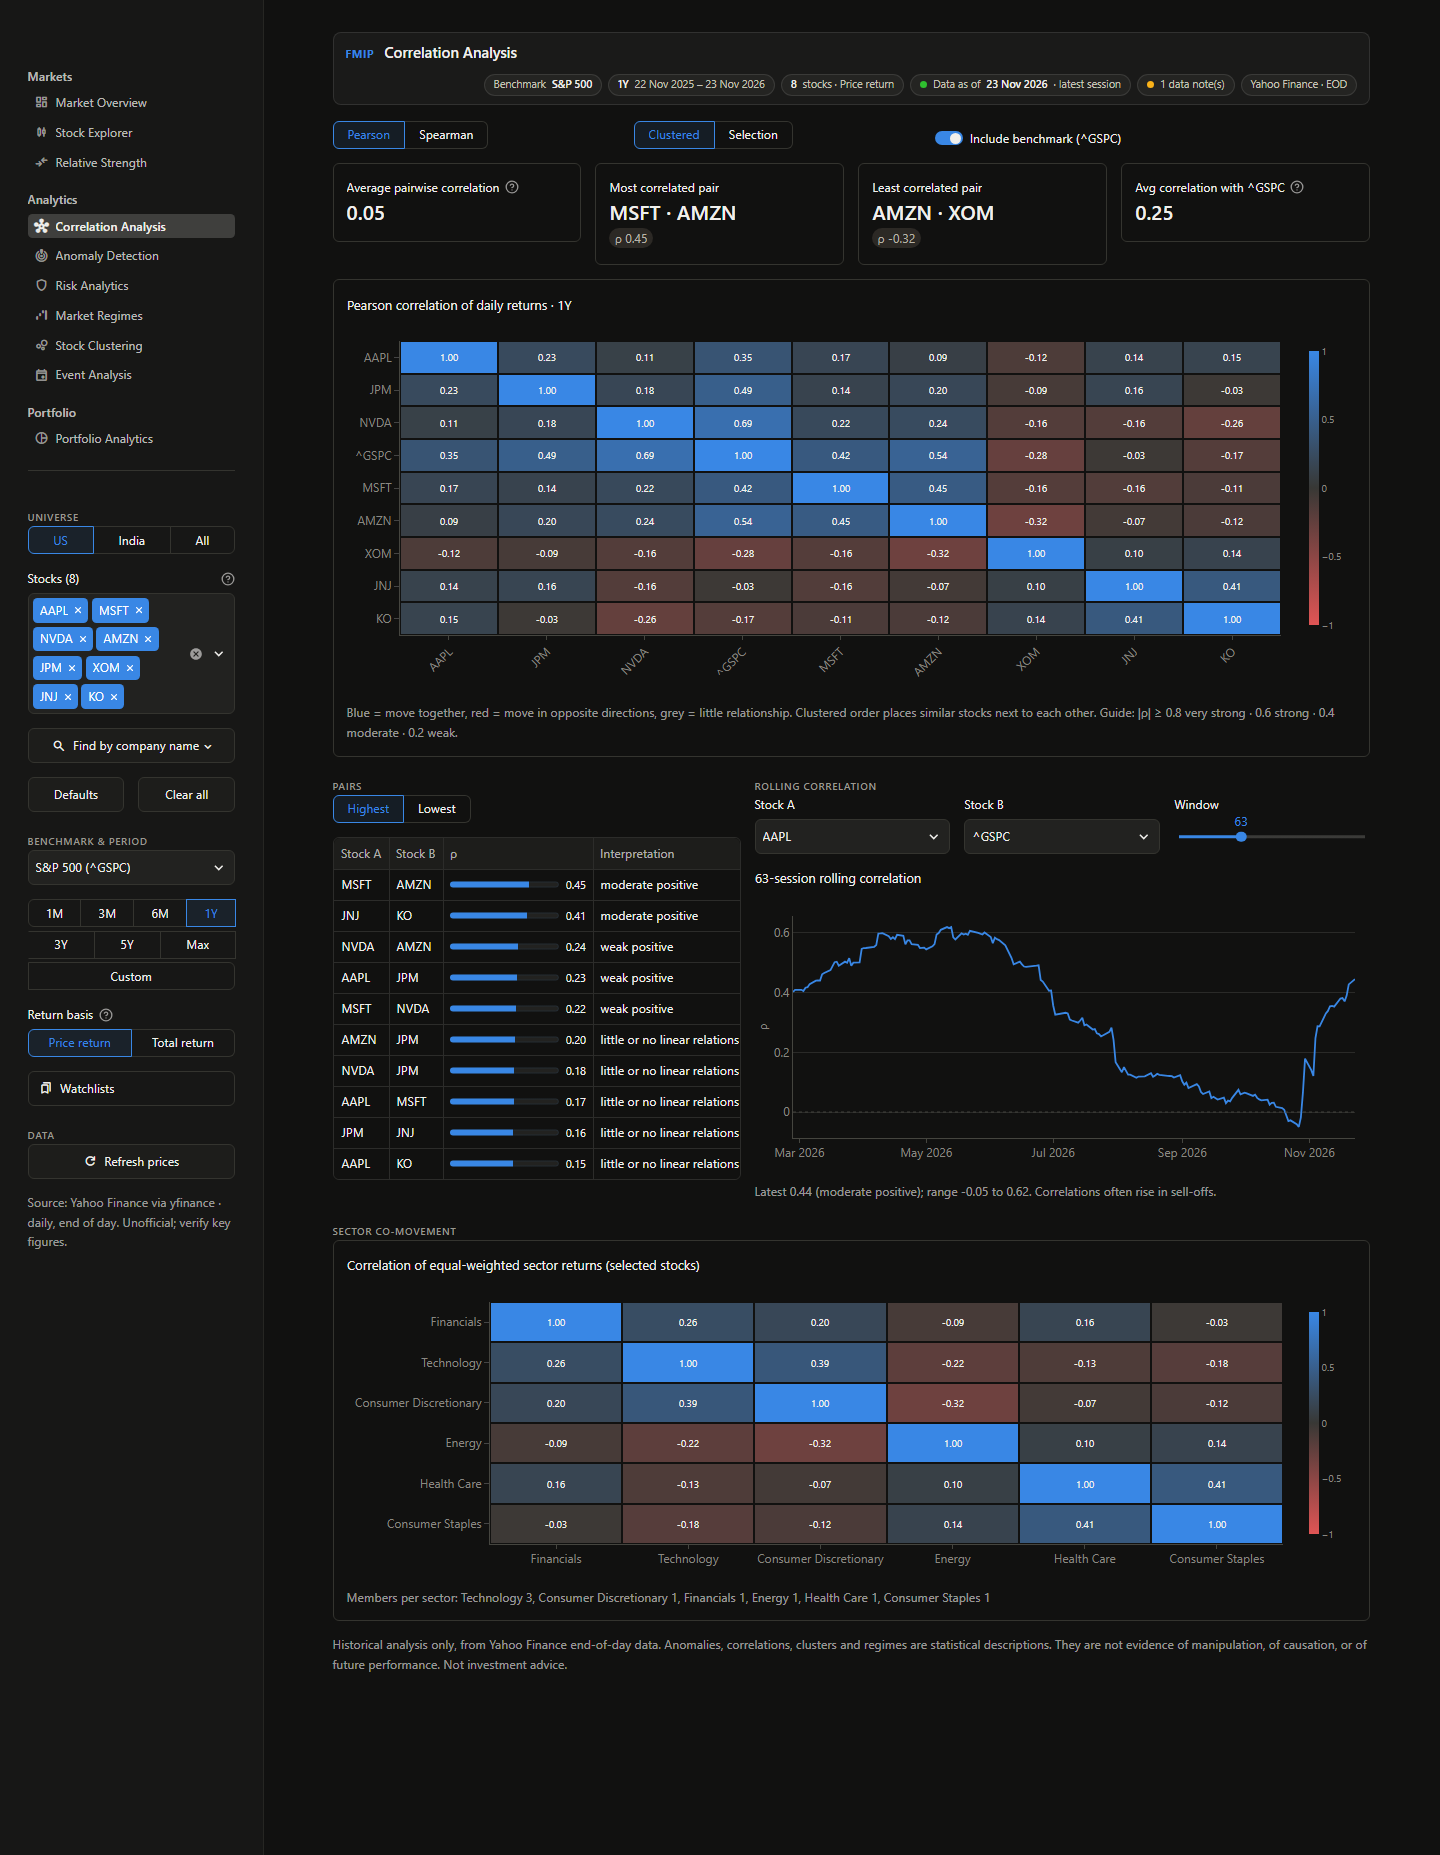 Markets
Market Overview
Stock Explorer
Relative Strength
Analytics
Correlation Analysis
Anomaly Detection
Risk Analytics
Market Regimes
Stock Clustering
Event Analysis
Portfolio
Portfolio Analytics
UNIVERSE
US India All
Stocks (8)
AAPL × MSFT ×
NVDA × AMZN ×
JPM × XOM ×
JNJ × KO ×
Find by company name
Defaults Clear all
BENCHMARK & PERIOD
S&P 500 (^GSPC)
1M 3M 6M 1Y
3Y 5Y Max
Custom
Return basis
Price return Total return
Watchlists
DATA
Refresh prices
Source: Yahoo Finance via yfinance ·
daily, end of day. Unofficial; verify key
figures.
FMIP Correlation Analysis
Benchmark S&P 500 1Y 22 Nov 2025 – 23 Nov 2026 8 stocks · Price return Data as of 23 Nov 2026 · latest session 1 data note(s) Yahoo Finance · EOD
Pearson Spearman Clustered Selection Include benchmark (^GSPC)
Average pairwise correlation
0.05
Most correlated pair
MSFT · AMZN
ρ 0.45
Least correlated pair
AMZN · XOM
ρ -0.32
Avg correlation with ^GSPC
0.25
Pearson correlation of daily returns · 1Y
AAPL 1.00 0.23 0.11 0.35 0.17 0.09 -0.12 0.14 0.15
JPM 0.23 1.00 0.18 0.49 0.14 0.20 -0.09 0.16 -0.03
NVDA 0.11 0.18 1.00 0.69 0.22 0.24 -0.16 -0.16 -0.26
^GSPC 0.35 0.49 0.69 1.00 0.42 0.54 -0.28 -0.03 -0.17
MSFT 0.17 0.14 0.22 0.42 1.00 0.45 -0.16 -0.16 -0.11
AMZN 0.09 0.20 0.24 0.54 0.45 1.00 -0.32 -0.07 -0.12
XOM -0.12 -0.09 -0.16 -0.28 -0.16 -0.32 1.00 0.10 0.14
JNJ 0.14 0.16 -0.16 -0.03 -0.16 -0.07 0.10 1.00 0.41
KO 0.15 -0.03 -0.26 -0.17 -0.11 -0.12 0.14 0.41 1.00
AAPL JPM NVDA ^GSPC MSFT AMZN XOM JNJ KO
1
0.5
0
−0.5
−1
Blue = move together, red = move in opposite directions, grey = little relationship. Clustered order places similar stocks next to each other. Guide: |ρ| ≥ 0.8 very strong · 0.6 strong · 0.4
moderate · 0.2 weak.
PAIRS
Highest Lowest
Stock A Stock B ρ Interpretation
MSFT AMZN 0.45 moderate positive
JNJ KO 0.41 moderate positive
NVDA AMZN 0.24 weak positive
AAPL JPM 0.23 weak positive
MSFT NVDA 0.22 weak positive
AMZN JPM 0.20 little or no linear relations
NVDA JPM 0.18 little or no linear relations
AAPL MSFT 0.17 little or no linear relations
JPM JNJ 0.16 little or no linear relations
AAPL KO 0.15 little or no linear relations
ROLLING CORRELATION
Stock A Stock B Window
AAPL ^GSPC 63
63-session rolling correlation
0.6
0.4
0.2
0
ρ
Mar 2026 May 2026 Jul 2026 Sep 2026 Nov 2026
Latest 0.44 (moderate positive); range -0.05 to 0.62. Correlations often rise in sell-offs.
SECTOR CO-MOVEMENT
Correlation of equal-weighted sector returns (selected stocks)
Financials 1.00 0.26 0.20 -0.09 0.16 -0.03
Technology 0.26 1.00 0.39 -0.22 -0.13 -0.18
Consumer Discretionary 0.20 0.39 1.00 -0.32 -0.07 -0.12
Energy -0.09 -0.22 -0.32 1.00 0.10 0.14
Health Care 0.16 -0.13 -0.07 0.10 1.00 0.41
Consumer Staples -0.03 -0.18 -0.12 0.14 0.41 1.00
Financials Technology Consumer Discretionary Energy Health Care Consumer Staples
1
0.5
0
−0.5
−1
Members per sector: Technology 3, Consumer Discretionary 1, Financials 1, Energy 1, Health Care 1, Consumer Staples 1
Historical analysis only, from Yahoo Finance end-of-day data. Anomalies, correlations, clusters and regimes are statistical descriptions. They are not evidence of manipulation, of causation, or of
future performance. Not investment advice.